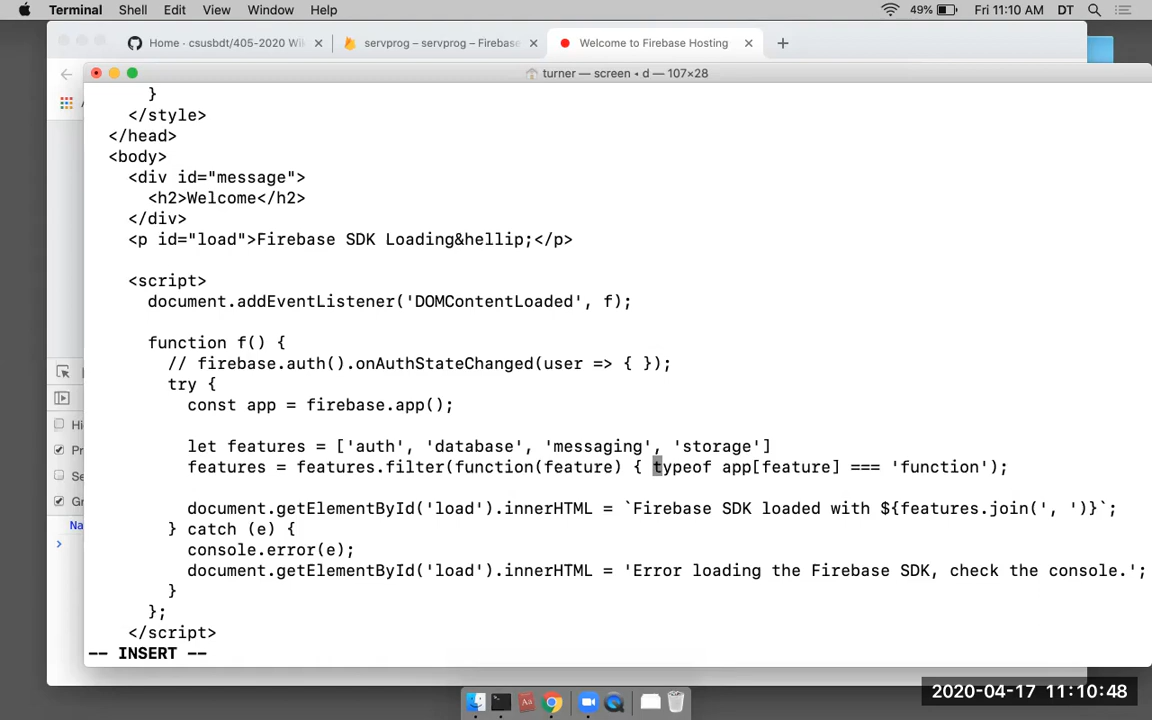 Terminal Shell Edit View Window Help 49% Fri 11:10 AM DT
Home · csusbdt/405-2020 Wi servprog – servprog – Firebase Welcome to Firebase Hosting
turner — screen ◂ d — 107×28
}
</style>
</head>
<body>
<div id="message">
<h2>Welcome</h2>
</div>
<p id="load">Firebase SDK Loading&hellip;</p>
<script>
document.addEventListener('DOMContentLoaded', f);
function f() {
// firebase.auth().onAuthStateChanged(user => { });
try {
const app = firebase.app();
let features = ['auth', 'database', 'messaging', 'storage']
features = features.filter(function(feature) { typeof app[feature] === 'function');
document.getElementById('load').innerHTML = `Firebase SDK loaded with ${features.join(', ')}`;
} catch (e) {
console.error(e);
document.getElementById('load').innerHTML = 'Error loading the Firebase SDK, check the console.';
}
};
</script>
-- INSERT --
Hi
Pr
Se
Gr
Na
2020-04-17 11:10:48